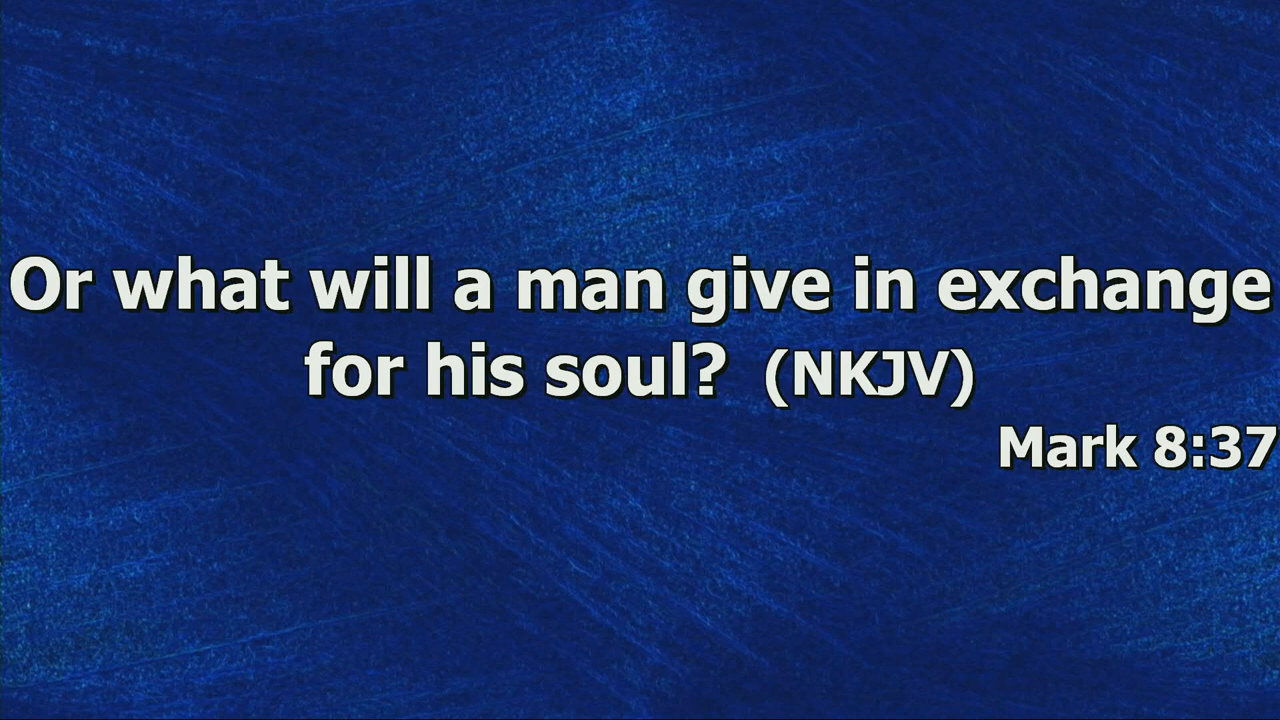 Or what will a man give in exchange
for his soul? (NKJV)
Mark 8:37